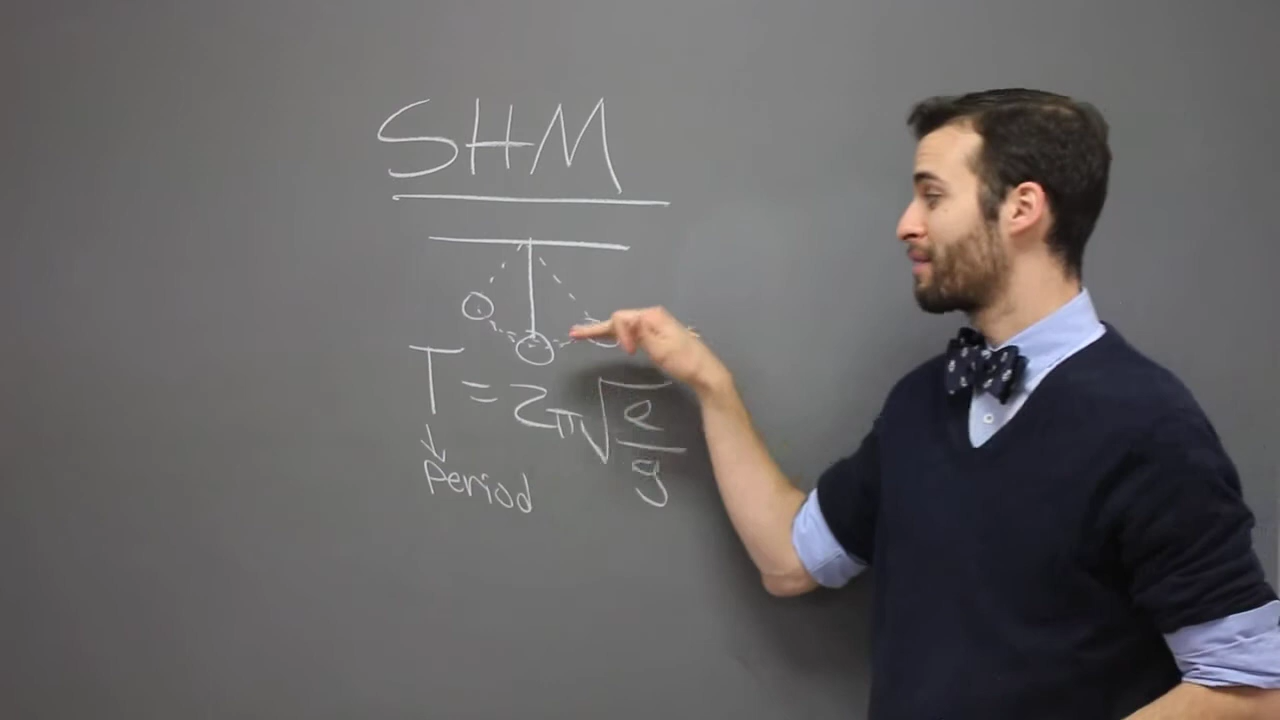 SHM
T = 2π√(ℓ/g)
Period